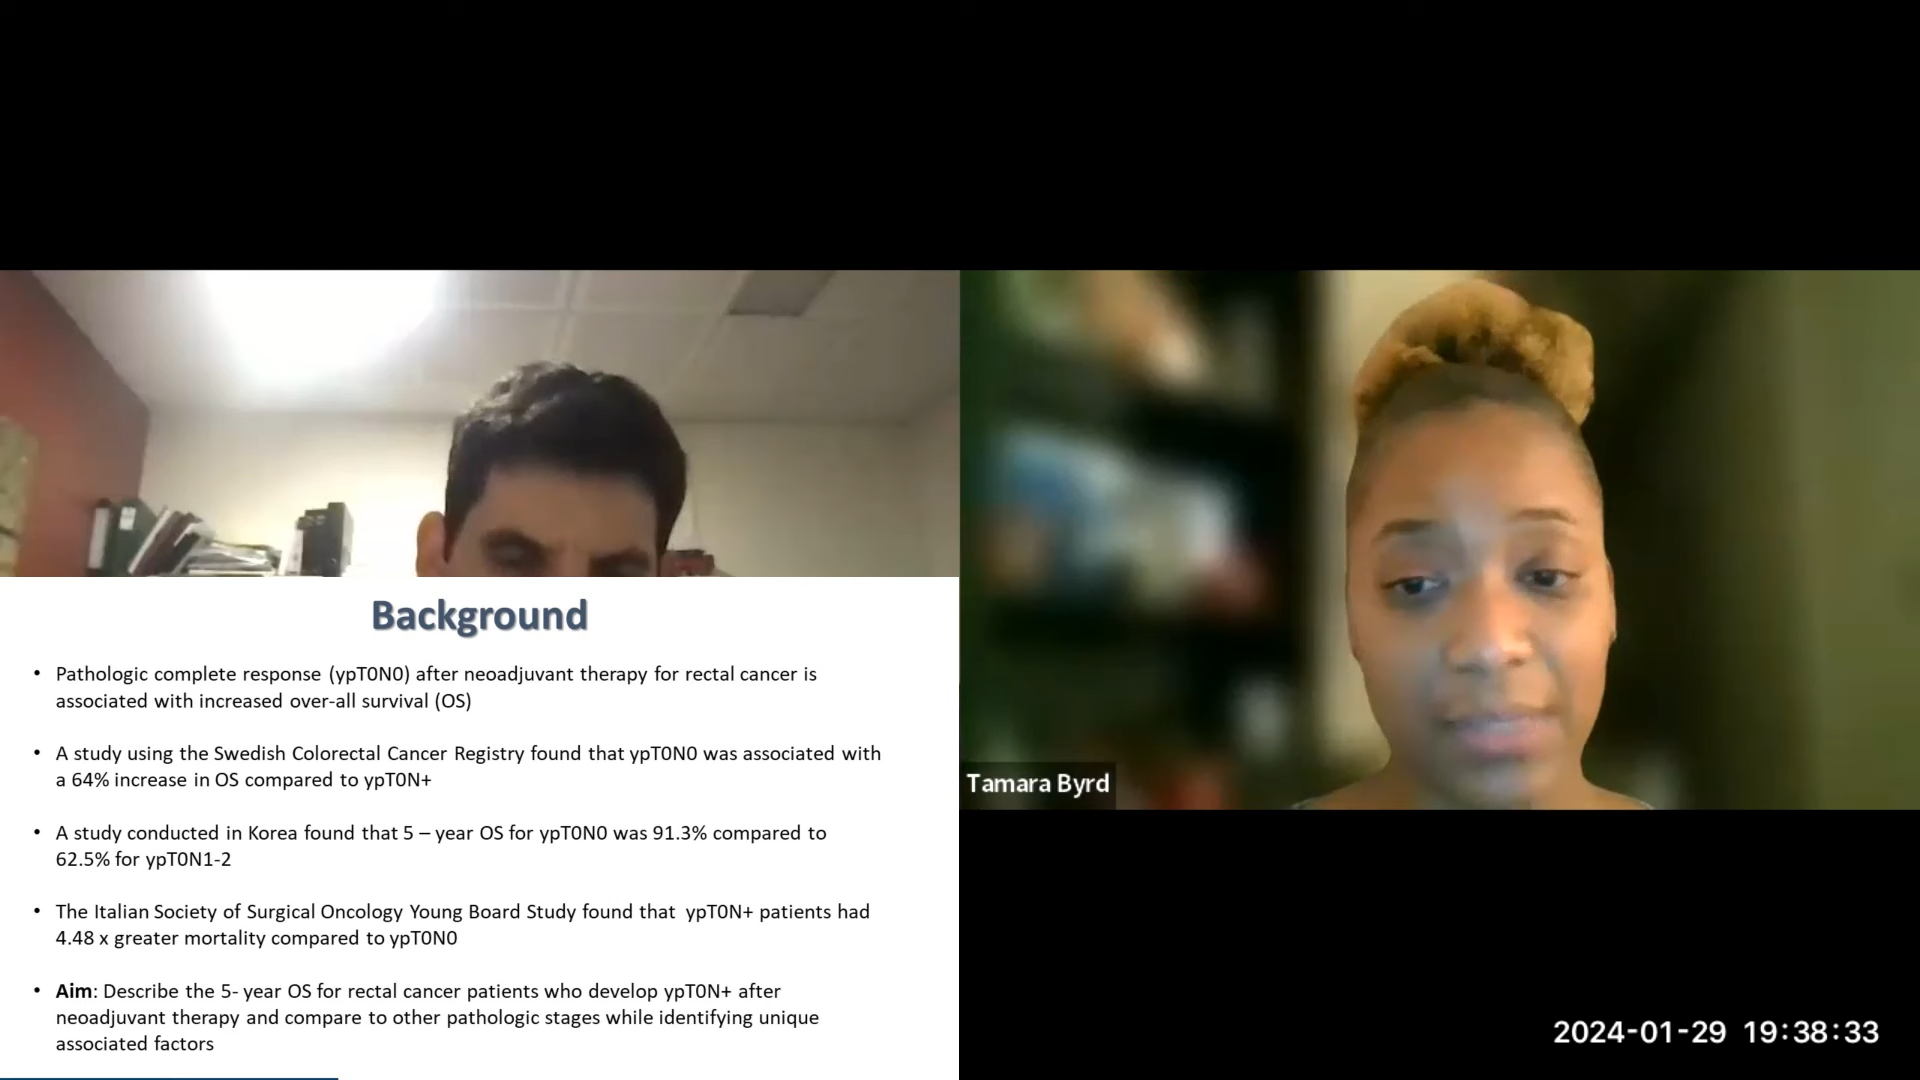 Background
• Pathologic complete response (ypT0N0) after neoadjuvant therapy for rectal cancer is
associated with increased over-all survival (OS)
• A study using the Swedish Colorectal Cancer Registry found that ypT0N0 was associated with
a 64% increase in OS compared to ypT0N+
• A study conducted in Korea found that 5 – year OS for ypT0N0 was 91.3% compared to
62.5% for ypT0N1-2
• The Italian Society of Surgical Oncology Young Board Study found that ypT0N+ patients had
4.48 x greater mortality compared to ypT0N0
• Aim: Describe the 5- year OS for rectal cancer patients who develop ypT0N+ after
neoadjuvant therapy and compare to other pathologic stages while identifying unique
associated factors
Tamara Byrd
2024-01-29 19:38:33